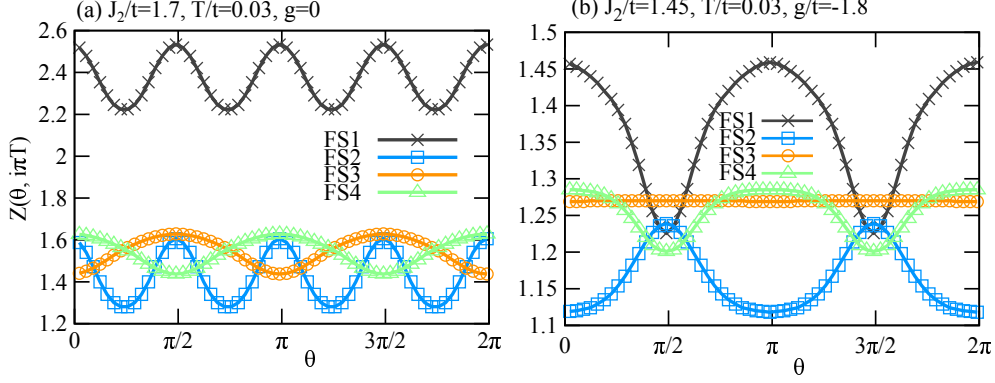 (a) J₂/t=1.7, T/t=0.03, g=0
2.6
2.4
2.2
2
1.8
1.6
1.4
1.2
Z(θ, iπT)
FS1
FS2
FS3
FS4
0 π/2 π 3π/2 2π
θ
(b) J₂/t=1.45, T/t=0.03, g/t=-1.8
1.5
1.45
1.4
1.35
1.3
1.25
1.2
1.15
1.1
FS1
FS2
FS3
FS4
0 π/2 π 3π/2 2π
θ